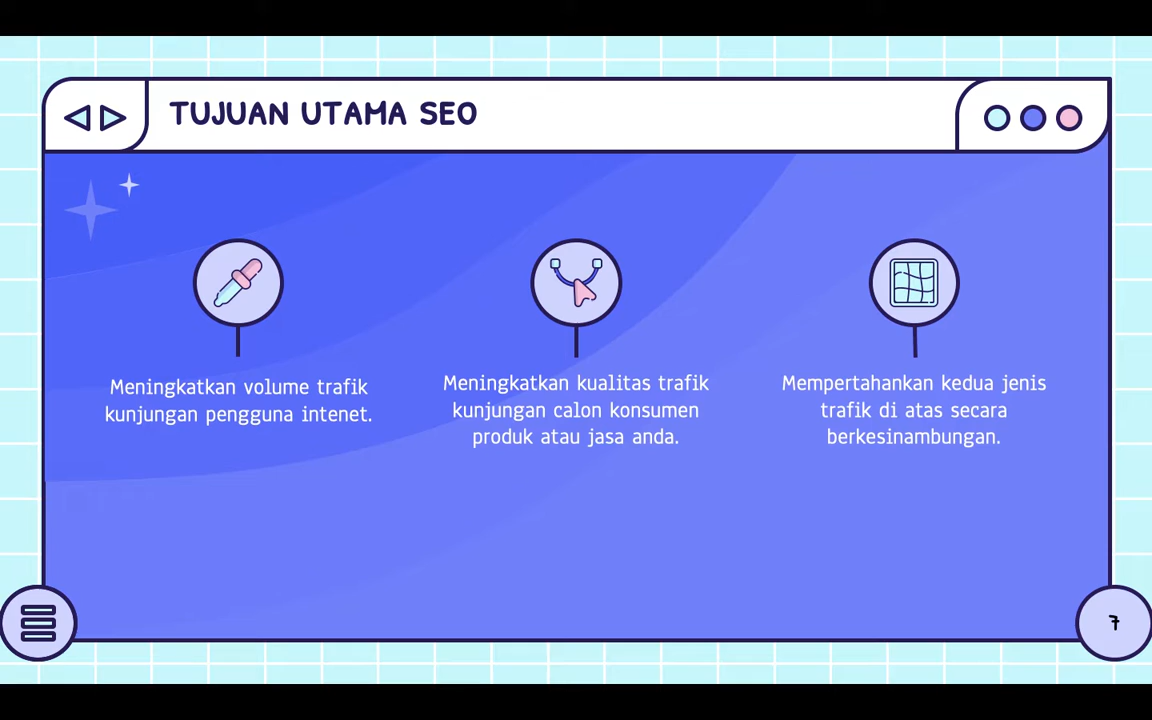 TUJUAN UTAMA SEO
Meningkatkan volume trafik
kunjungan pengguna intenet.
Meningkatkan kualitas trafik
kunjungan calon konsumen
produk atau jasa anda.
Mempertahankan kedua jenis
trafik di atas secara
berkesinambungan.
7